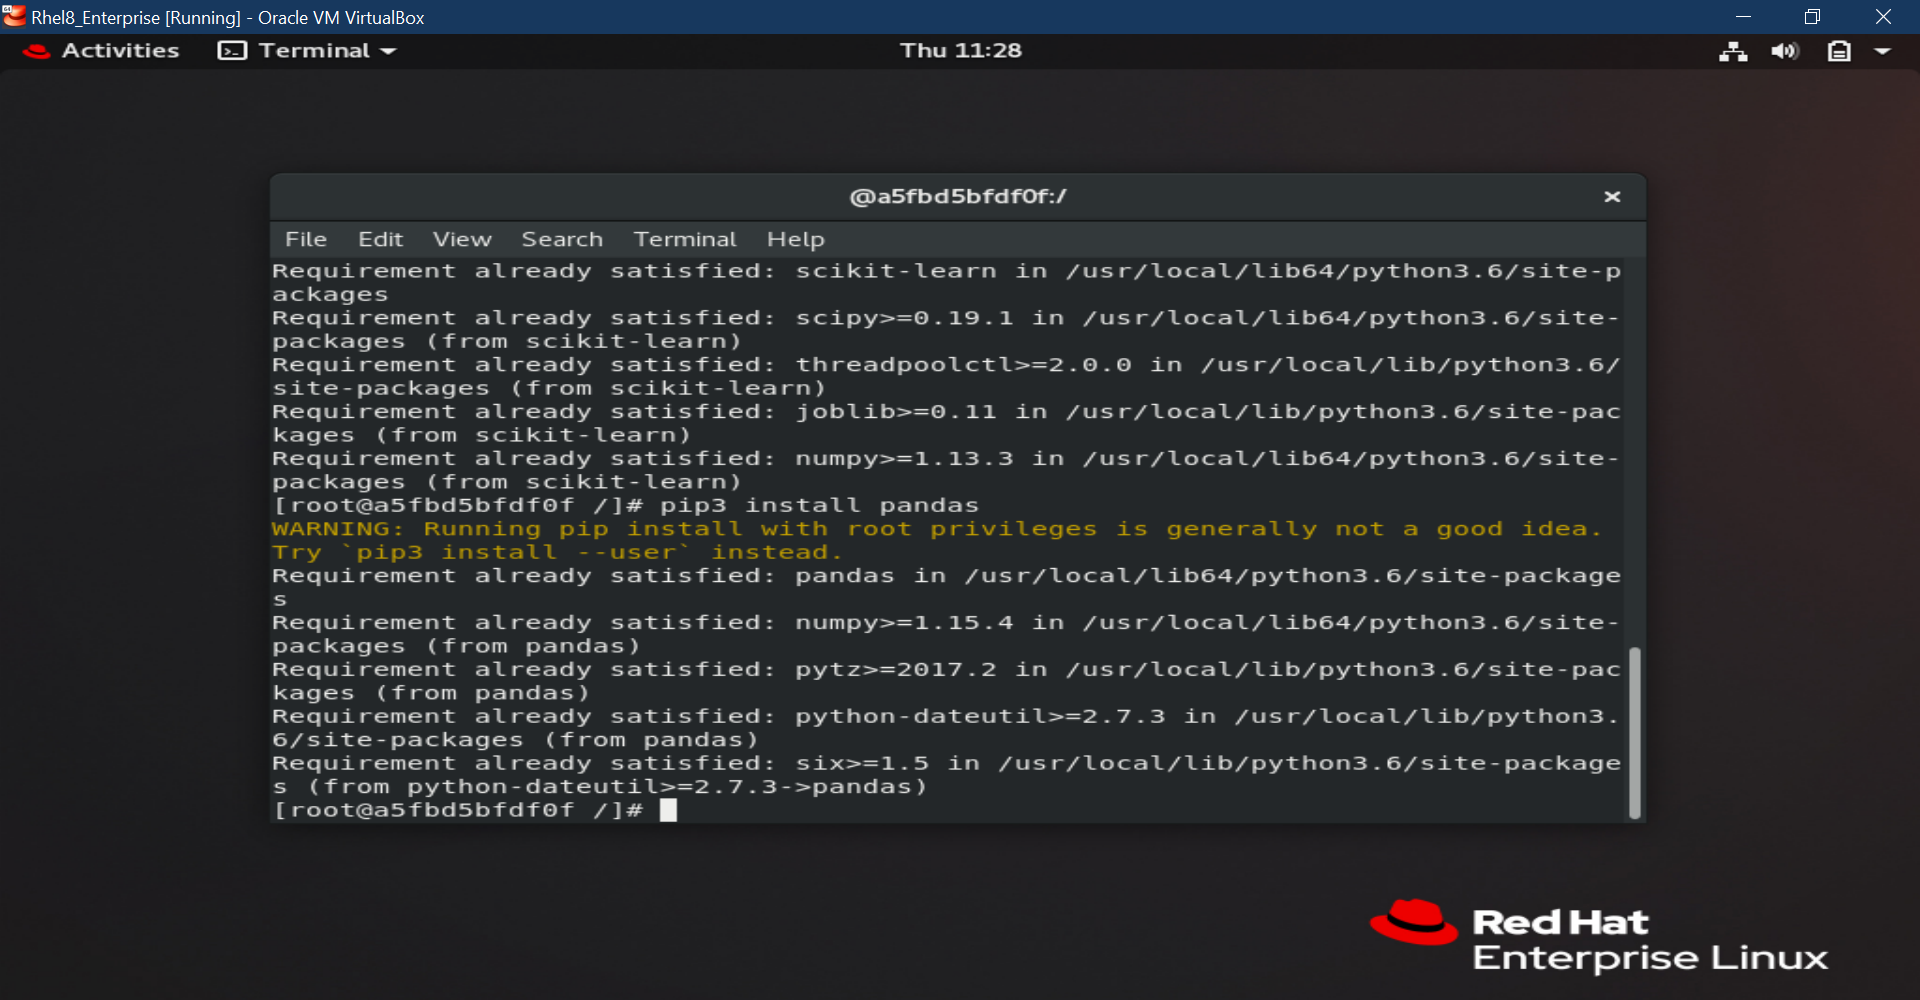 Rhel8_Enterprise [Running] - Oracle VM VirtualBox
Activities Terminal Thu 11:28
@a5fbd5bfdf0f:/
File Edit View Search Terminal Help
Requirement already satisfied: scikit-learn in /usr/local/lib64/python3.6/site-p
ackages
Requirement already satisfied: scipy>=0.19.1 in /usr/local/lib64/python3.6/site-
packages (from scikit-learn)
Requirement already satisfied: threadpoolctl>=2.0.0 in /usr/local/lib/python3.6/
site-packages (from scikit-learn)
Requirement already satisfied: joblib>=0.11 in /usr/local/lib/python3.6/site-pac
kages (from scikit-learn)
Requirement already satisfied: numpy>=1.13.3 in /usr/local/lib64/python3.6/site-
packages (from scikit-learn)
[root@a5fbd5bfdf0f /]# pip3 install pandas
WARNING: Running pip install with root privileges is generally not a good idea.
Try `pip3 install --user` instead.
Requirement already satisfied: pandas in /usr/local/lib64/python3.6/site-package
s
Requirement already satisfied: numpy>=1.15.4 in /usr/local/lib64/python3.6/site-
packages (from pandas)
Requirement already satisfied: pytz>=2017.2 in /usr/local/lib/python3.6/site-pac
kages (from pandas)
Requirement already satisfied: python-dateutil>=2.7.3 in /usr/local/lib/python3.
6/site-packages (from pandas)
Requirement already satisfied: six>=1.5 in /usr/local/lib/python3.6/site-package
s (from python-dateutil>=2.7.3->pandas)
[root@a5fbd5bfdf0f /]#
Red Hat
Enterprise Linux